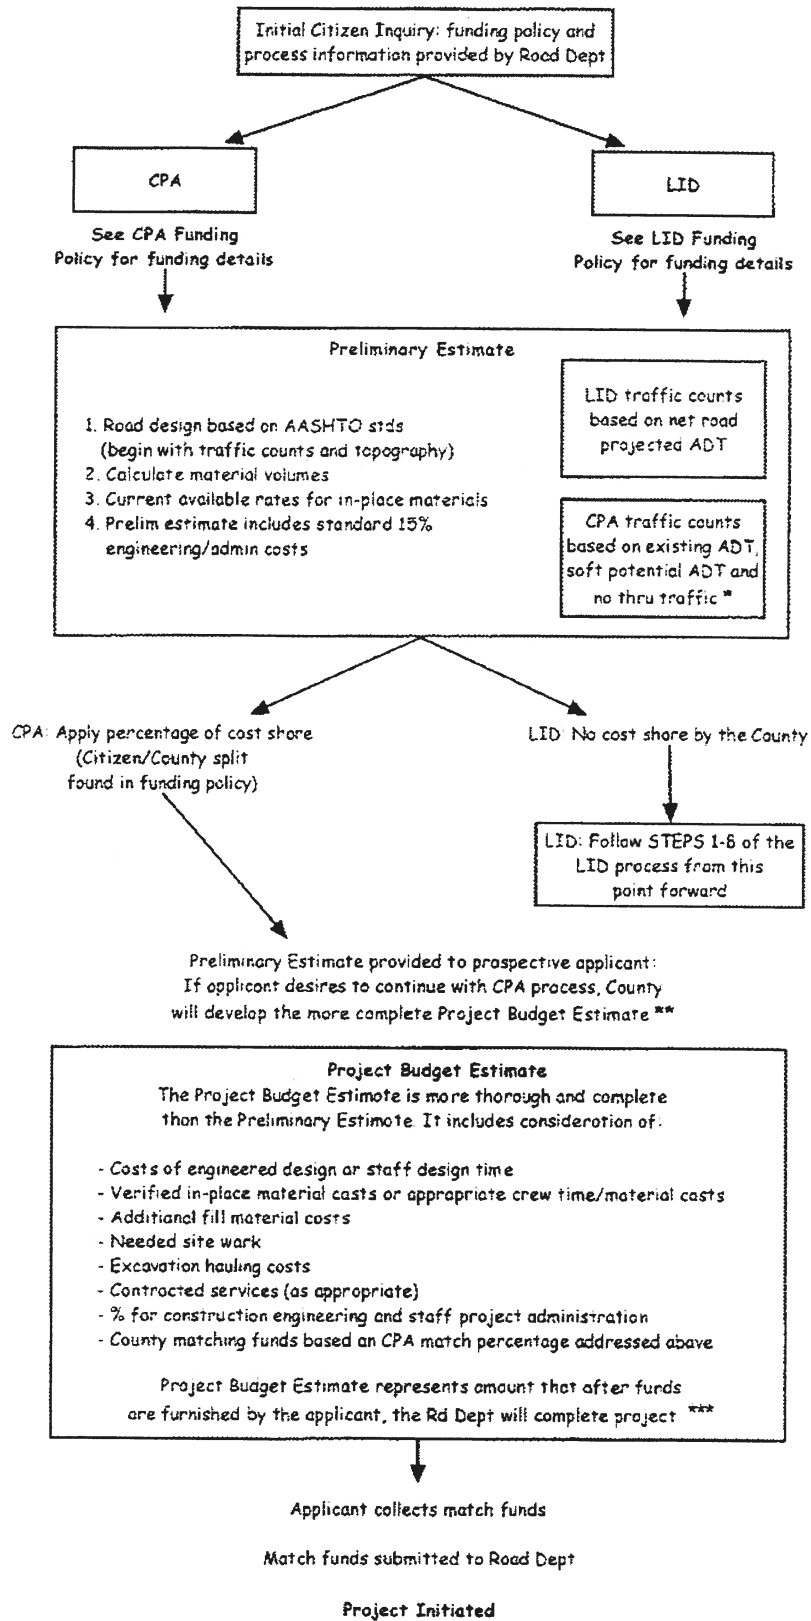 Initial Citizen Inquiry: funding policy and
process information provided by Road Dept
CPA
LID
See CPA Funding
Policy for funding details
See LID Funding
Policy for funding details
Preliminary Estimate
1. Road design based on AASHTO stds
(begin with traffic counts and topography)
2. Calculate material volumes
3. Current available rates for in-place materials
4. Prelim estimate includes standard 15%
engineering/admin costs
LID traffic counts
based on net road
projected ADT
CPA traffic counts
based on existing ADT,
soft potential ADT and
no thru traffic *
CPA: Apply percentage of cost share
(Citizen/County split
found in funding policy)
LID: No cost share by the County
LID: Follow STEPS 1-8 of the
LID process from this
point forward
Preliminary Estimate provided to prospective applicant:
If applicant desires to continue with CPA process, County
will develop the more complete Project Budget Estimate **
Project Budget Estimate
The Project Budget Estimate is more thorough and complete
than the Preliminary Estimate. It includes consideration of:
- Costs of engineered design or staff design time
- Verified in-place material costs or appropriate crew time/material costs
- Additional fill material costs
- Needed site work
- Excavation hauling costs
- Contracted services (as appropriate)
- % for construction engineering and staff project administration
- County matching funds based on CPA match percentage addressed above
Project Budget Estimate represents amount that after funds
are furnished by the applicant, the Rd Dept will complete project ***
Applicant collects match funds
Match funds submitted to Road Dept
Project Initiated